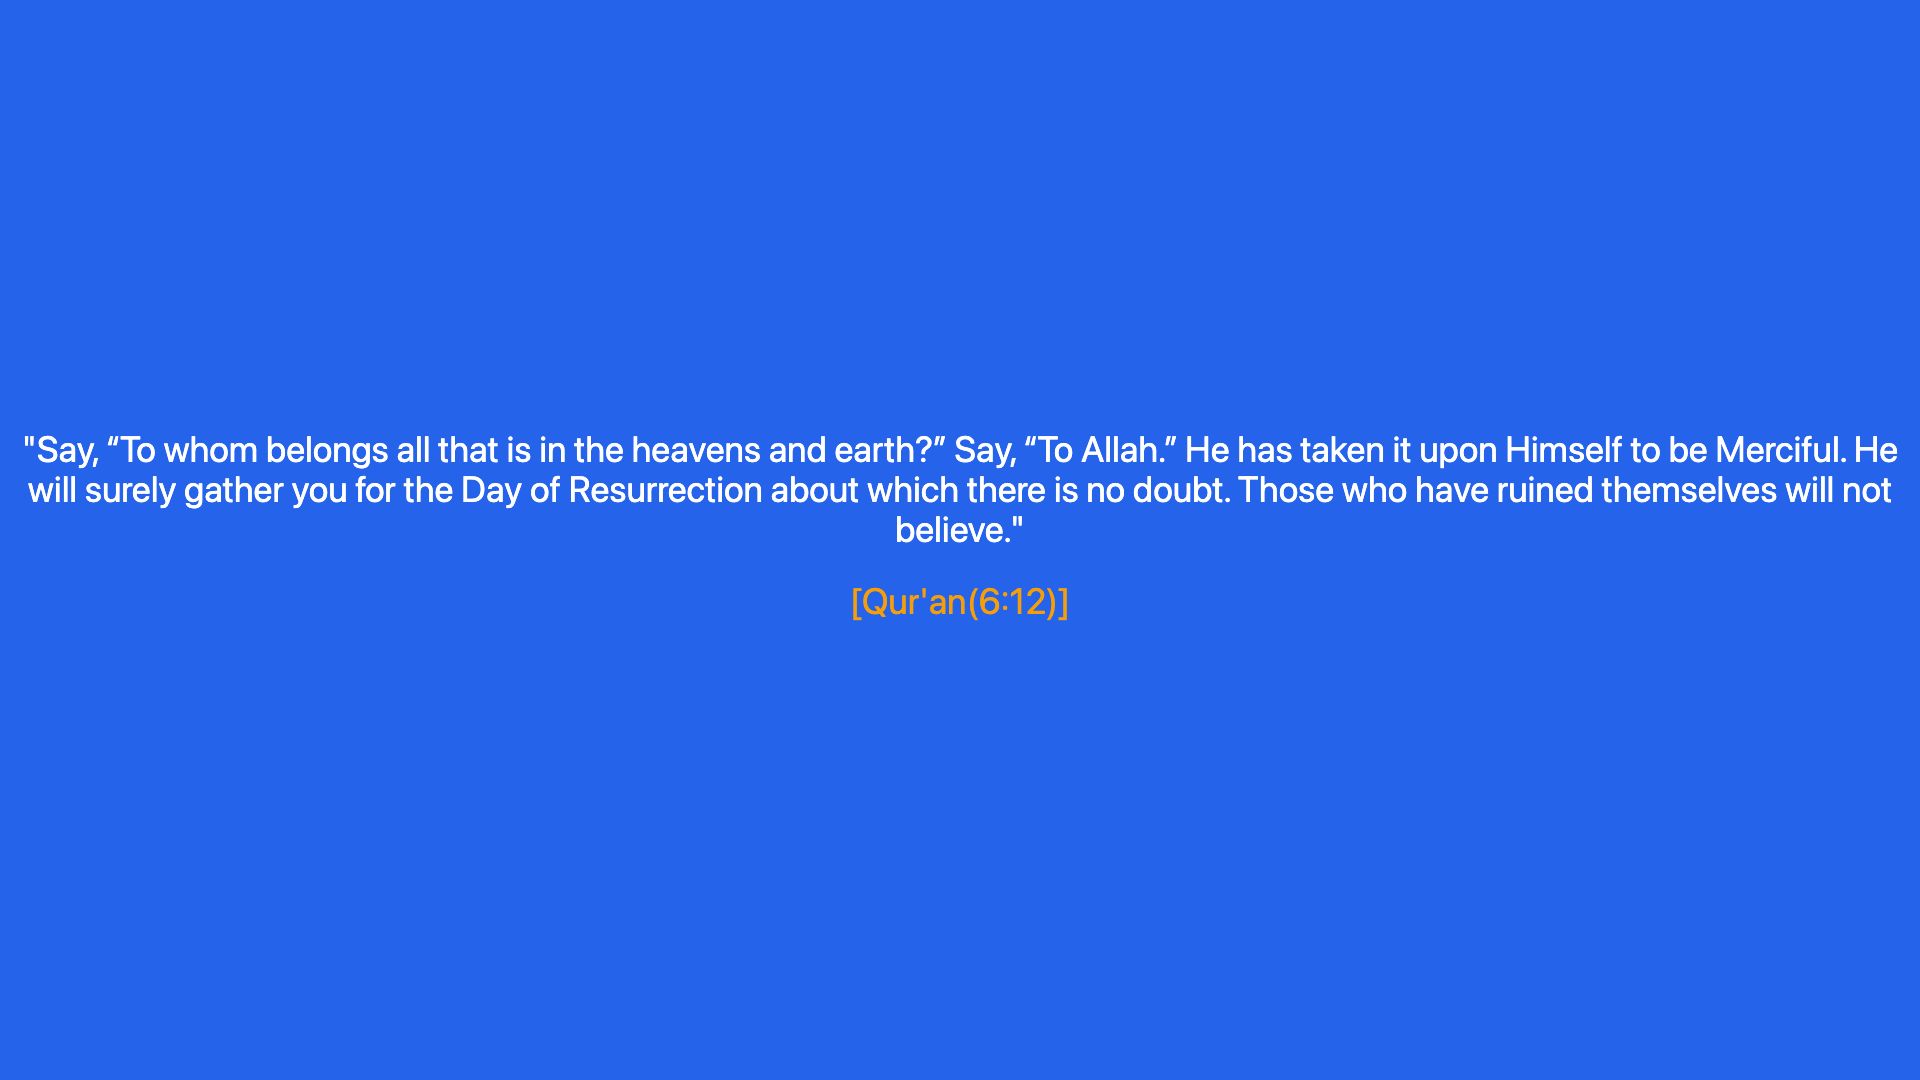 "Say, “To whom belongs all that is in the heavens and earth?” Say, “To Allah.” He has taken it upon Himself to be Merciful. He
will surely gather you for the Day of Resurrection about which there is no doubt. Those who have ruined themselves will not
believe."
[Qur'an(6:12)]